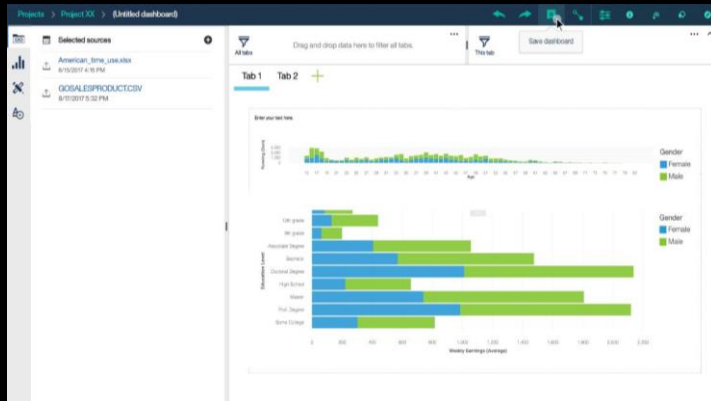 Projects > Project XX > (Untitled dashboard)
Save dashboard
Selected sources
American_time_use.xlsx
8/15/2017 4:15 PM
GOSALESPRODUCT.CSV
8/17/2017 5:32 PM
All tabs
Drag and drop data here to filter all tabs.
This tab
Tab 1
Tab 2
Enter your text here.
Age
Gender
Female
Male
Education Level
10th grade
9th grade
Associate Degree
Bachelor
Doctoral Degree
High School
Master
Prof. Degree
Some College
0
200
400
600
800
1,000
1,200
1,400
1,600
1,800
2,000
2,200
Weekly Earnings (Average)
Gender
Female
Male